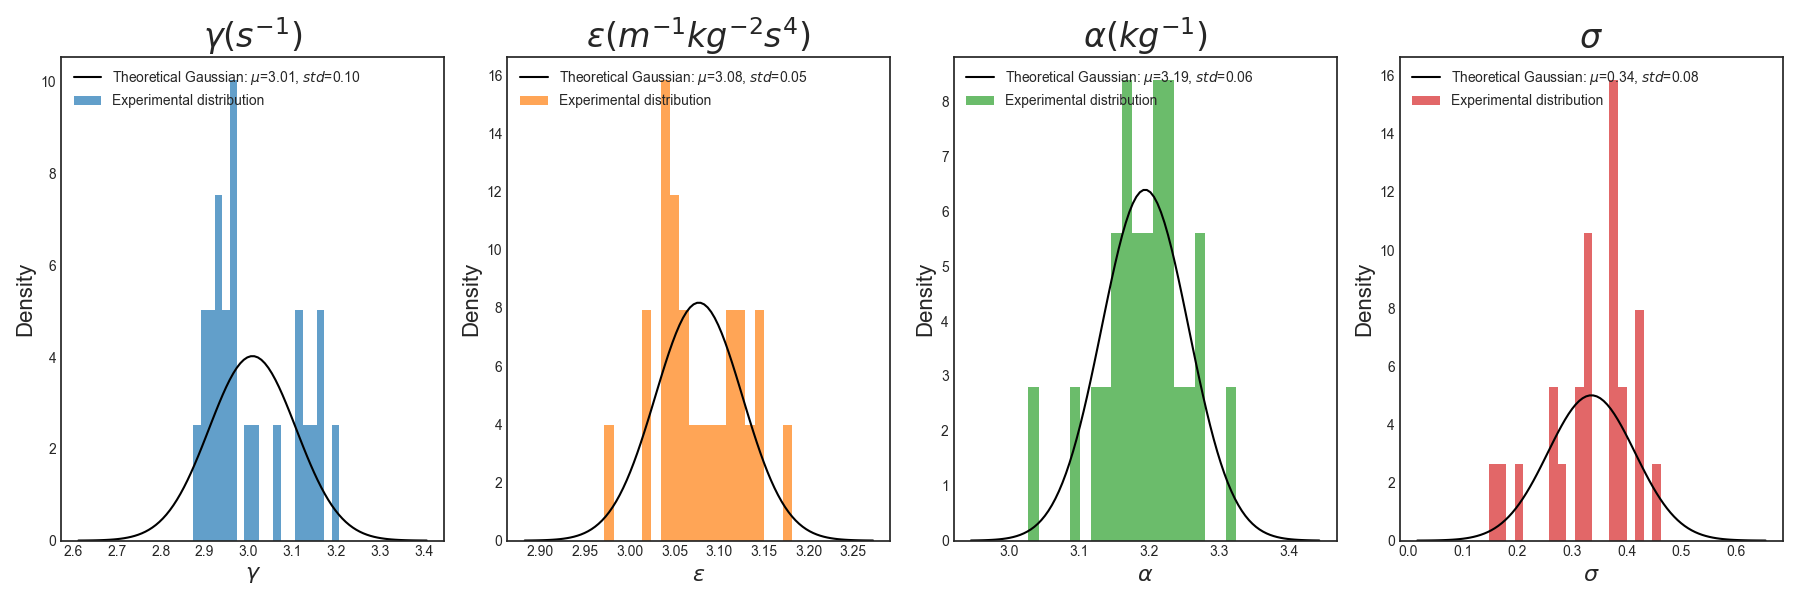 γ(s⁻¹)
Density
Theoretical Gaussian: μ=3.01, std=0.10
Experimental distribution
10
8
6
4
2
0
2.6 2.7 2.8 2.9 3.0 3.1 3.2 3.3 3.4
γ
ε(m⁻¹kg⁻²s⁴)
Density
Theoretical Gaussian: μ=3.08, std=0.05
Experimental distribution
16
14
12
10
8
6
4
2
0
2.90 2.95 3.00 3.05 3.10 3.15 3.20 3.25
ε
α(kg⁻¹)
Density
Theoretical Gaussian: μ=3.19, std=0.06
Experimental distribution
8
7
6
5
4
3
2
1
0
3.0 3.1 3.2 3.3 3.4
α
σ
Density
Theoretical Gaussian: μ=0.34, std=0.08
Experimental distribution
16
14
12
10
8
6
4
2
0
0.0 0.1 0.2 0.3 0.4 0.5 0.6
σ